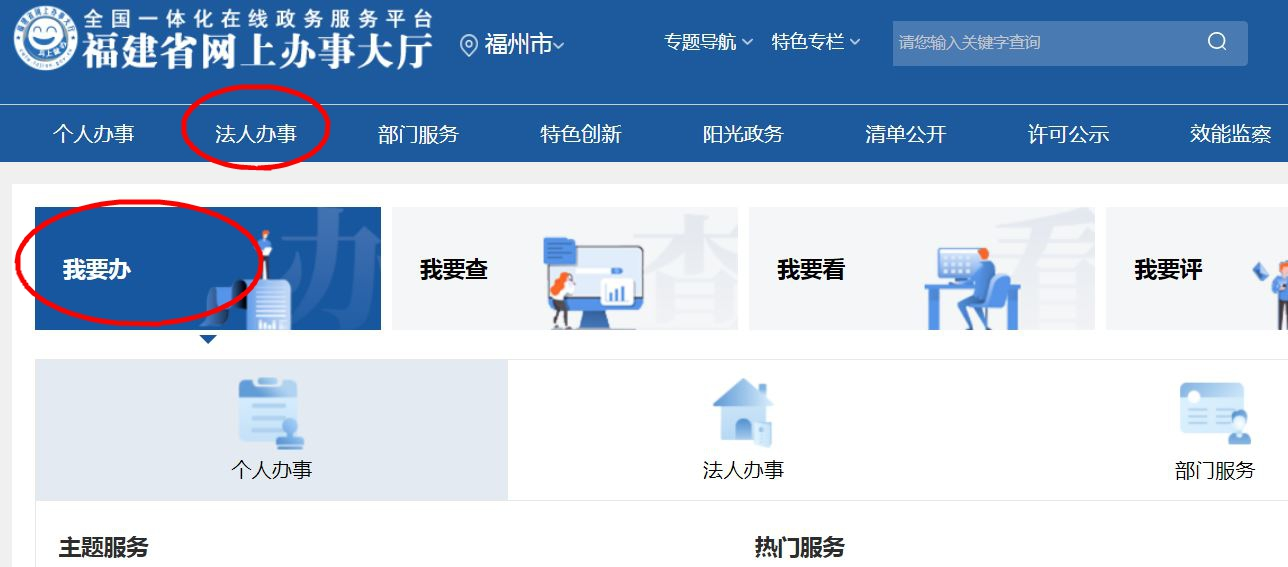 全国一体化在线政务服务平台
福建省网上办事大厅
福州市
专题导航
特色专栏
请您输入关键字查询
个人办事
法人办事
部门服务
特色创新
阳光政务
清单公开
许可公示
效能监察
我要办
办
我要查
查
我要看
看
我要评
个人办事
法人办事
部门服务
主题服务
热门服务